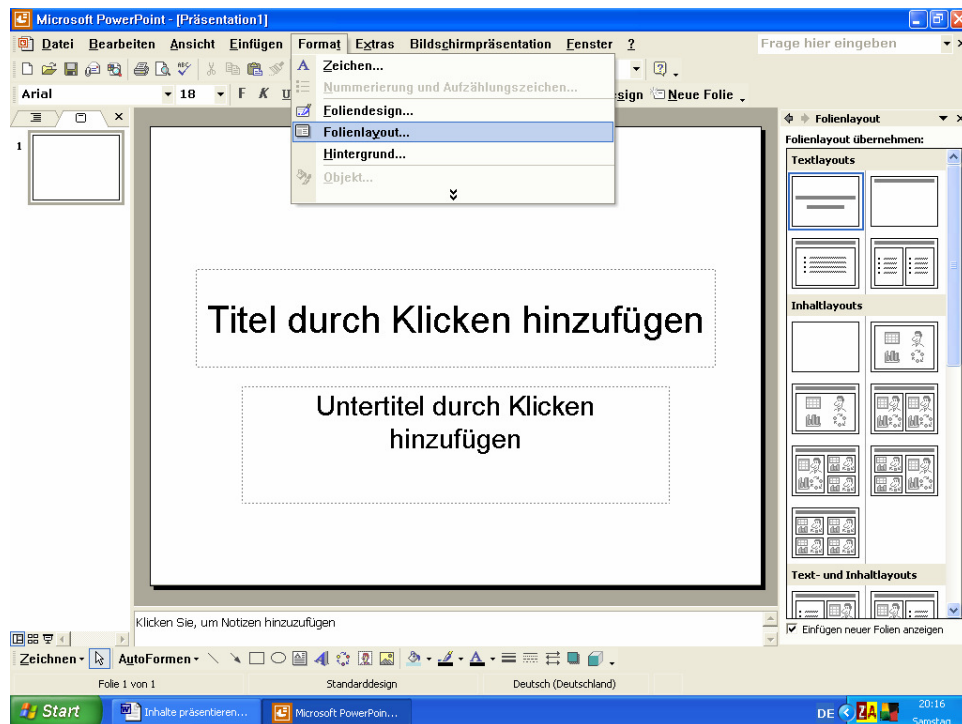 Microsoft PowerPoint - [Präsentation1]
Datei Bearbeiten Ansicht Einfügen Format Extras Bildschirmpräsentation Fenster ? Frage hier eingeben
Arial 18 F K U sign Neue Folie
Zeichen...
Nummerierung und Aufzählungszeichen...
Foliendesign...
Folienlayout...
Hintergrund...
Objekt...
1
Titel durch Klicken hinzufügen
Untertitel durch Klicken
hinzufügen
Folienlayout
Folienlayout übernehmen:
Textlayouts
Inhaltlayouts
Text- und Inhaltlayouts
Einfügen neuer Folien anzeigen
Klicken Sie, um Notizen hinzuzufügen
Zeichnen AutoFormen
Folie 1 von 1 Standarddesign Deutsch (Deutschland)
Start Inhalte präsentieren... Microsoft PowerPoin... DE ZA 20:16
Samstag